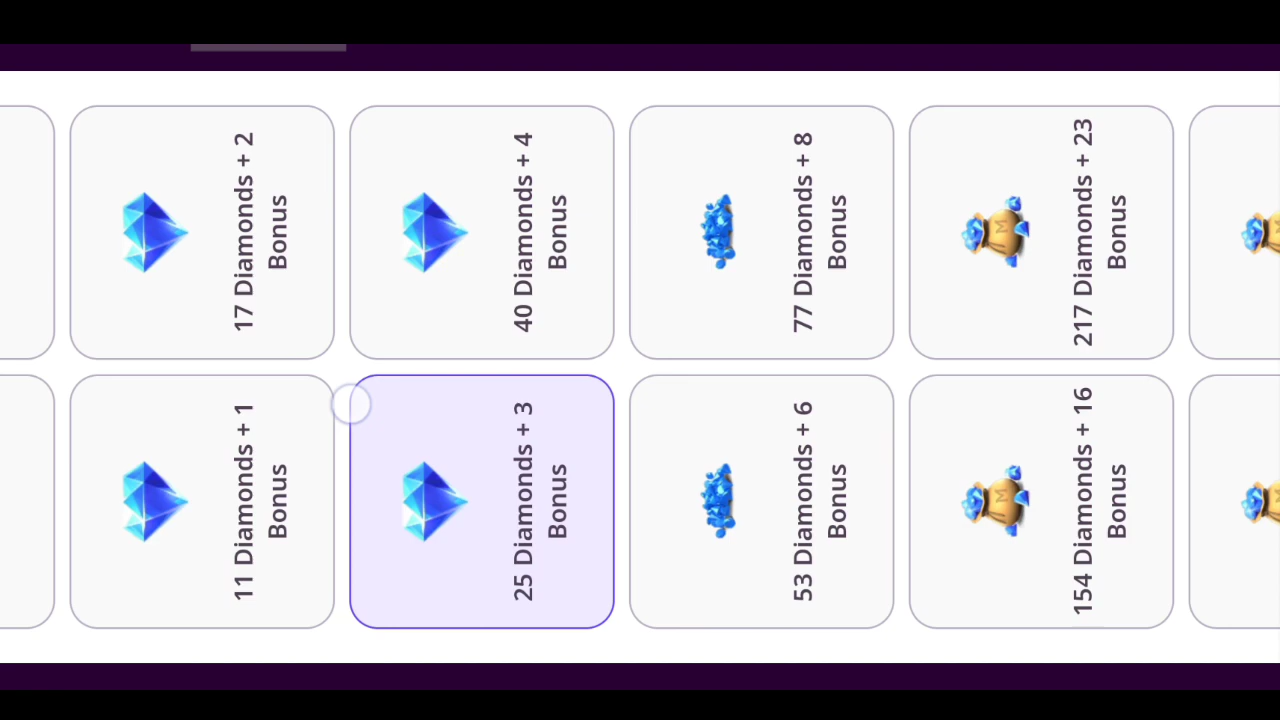 11 Diamonds + 1
Bonus
17 Diamonds + 2
Bonus
25 Diamonds + 3
Bonus
40 Diamonds + 4
Bonus
53 Diamonds + 6
Bonus
77 Diamonds + 8
Bonus
154 Diamonds + 16
Bonus
217 Diamonds + 23
Bonus